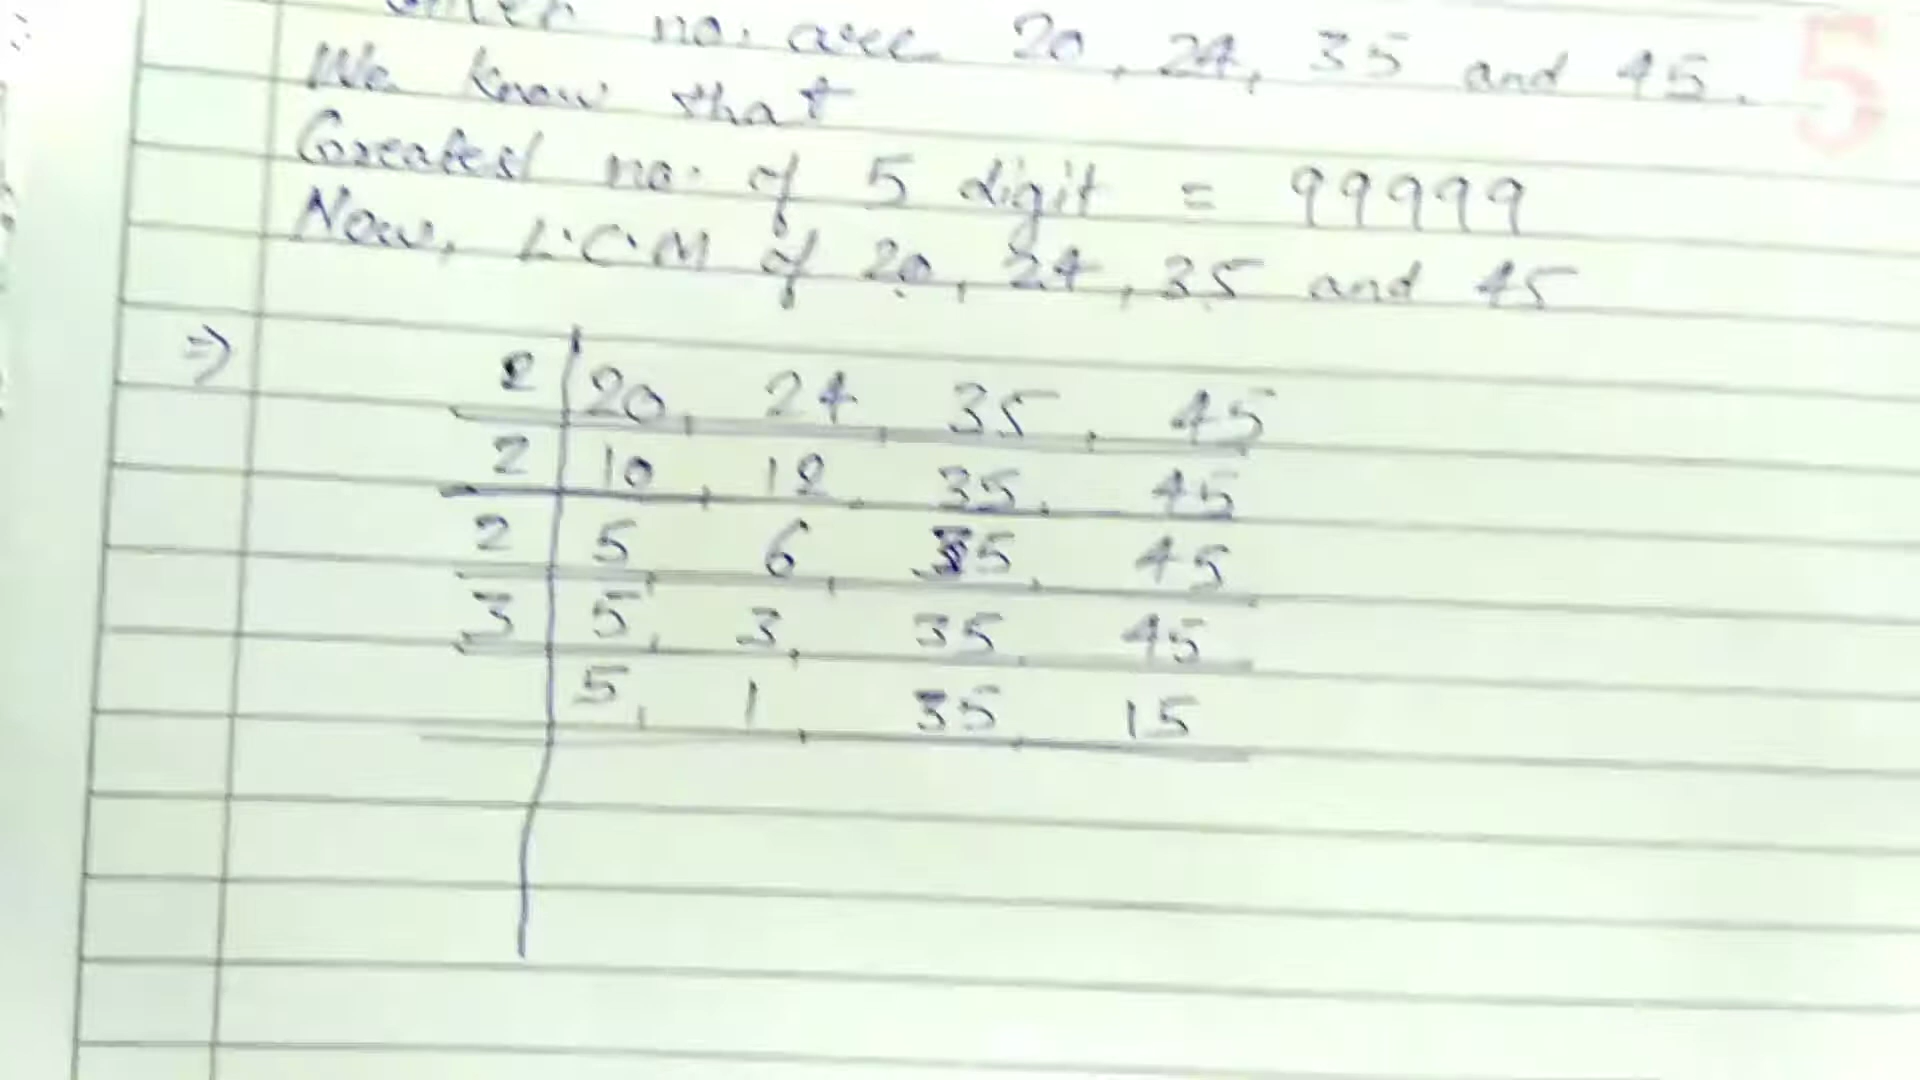 no. are 20, 24, 35 and 45.
5
We know that
Greatest no. of 5 digit = 99999
Now, L.C.M of 20, 24, 35 and 45
⇒
2 | 20, 24, 35, 45
2 | 10, 12, 35, 45
2 | 5, 6, 35, 45
3 | 5, 3, 35, 45
5, 1, 35, 15